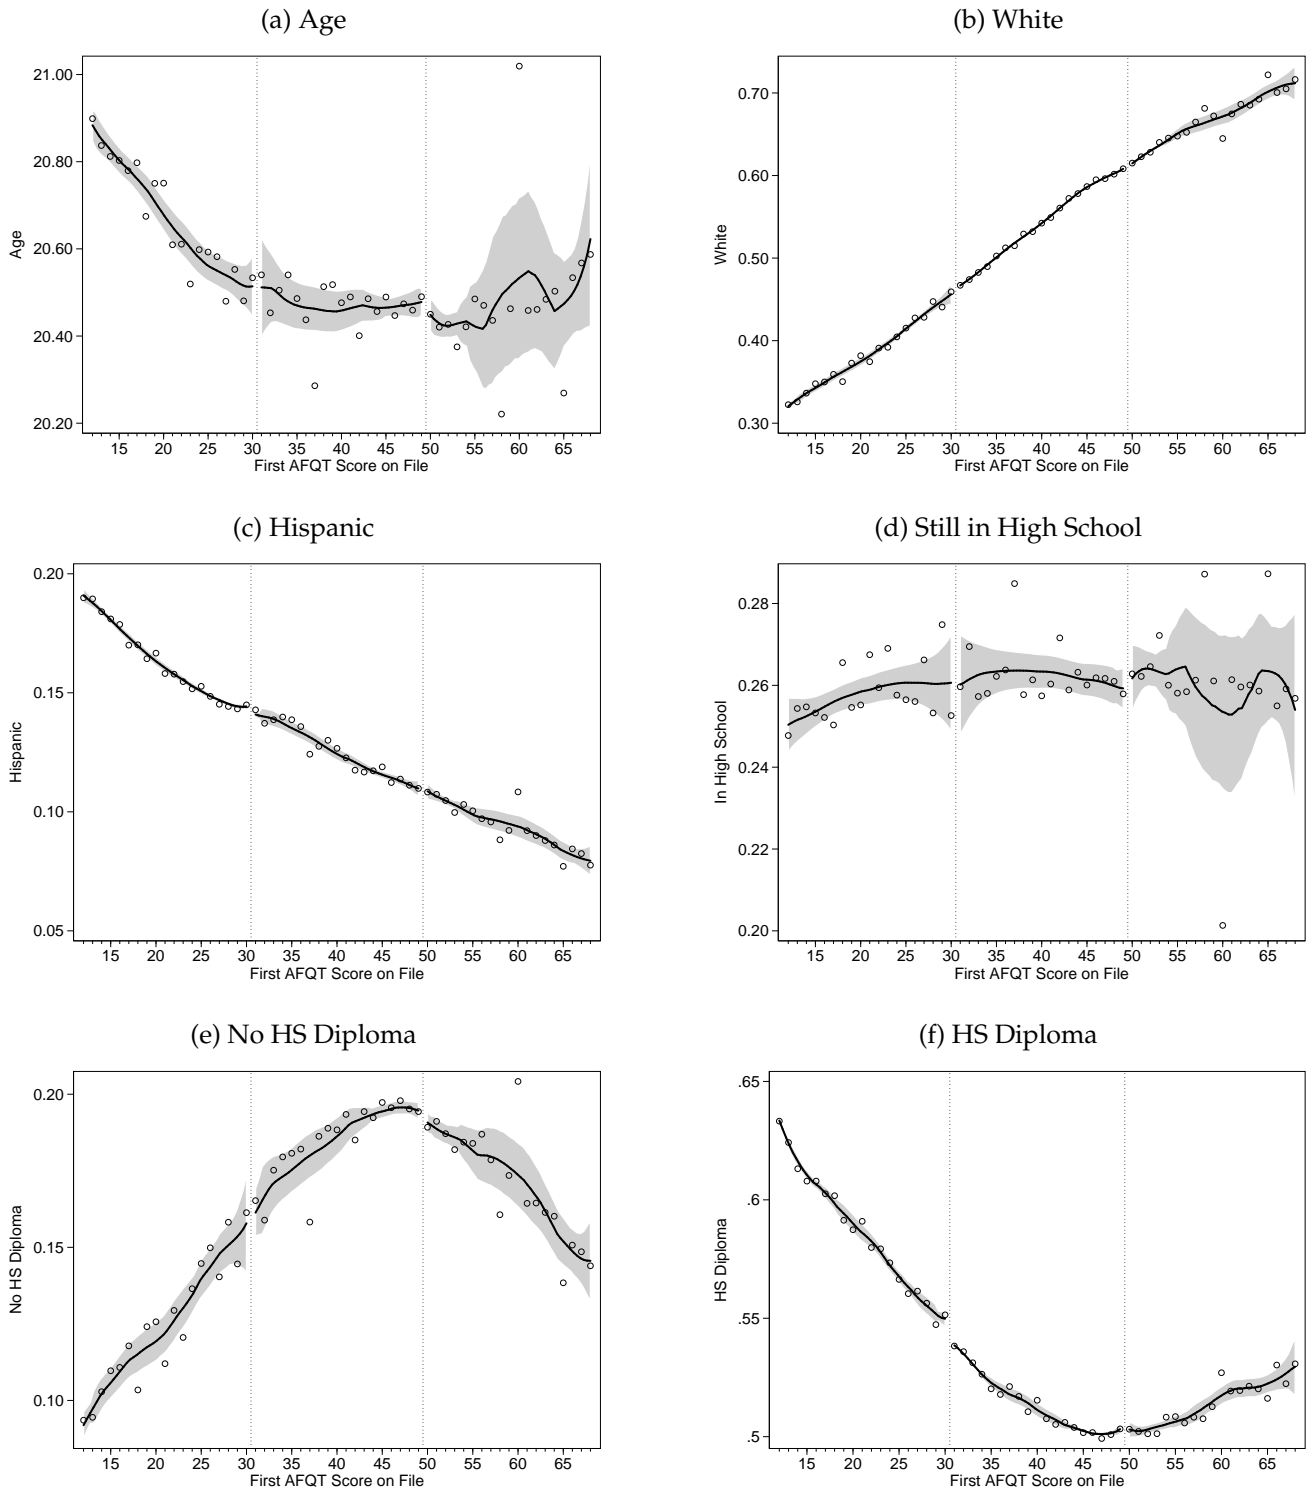 (a) Age
21.00
20.80
20.60
20.40
20.20
Age
15 20 25 30 35 40 45 50 55 60 65
First AFQT Score on File
(b) White
0.70
0.60
0.50
0.40
0.30
White
15 20 25 30 35 40 45 50 55 60 65
First AFQT Score on File
(c) Hispanic
0.20
0.15
0.10
0.05
Hispanic
15 20 25 30 35 40 45 50 55 60 65
First AFQT Score on File
(d) Still in High School
0.28
0.26
0.24
0.22
0.20
In High School
15 20 25 30 35 40 45 50 55 60 65
First AFQT Score on File
(e) No HS Diploma
0.20
0.15
0.10
No HS Diploma
15 20 25 30 35 40 45 50 55 60 65
First AFQT Score on File
(f) HS Diploma
.65
.6
.55
.5
HS Diploma
15 20 25 30 35 40 45 50 55 60 65
First AFQT Score on File